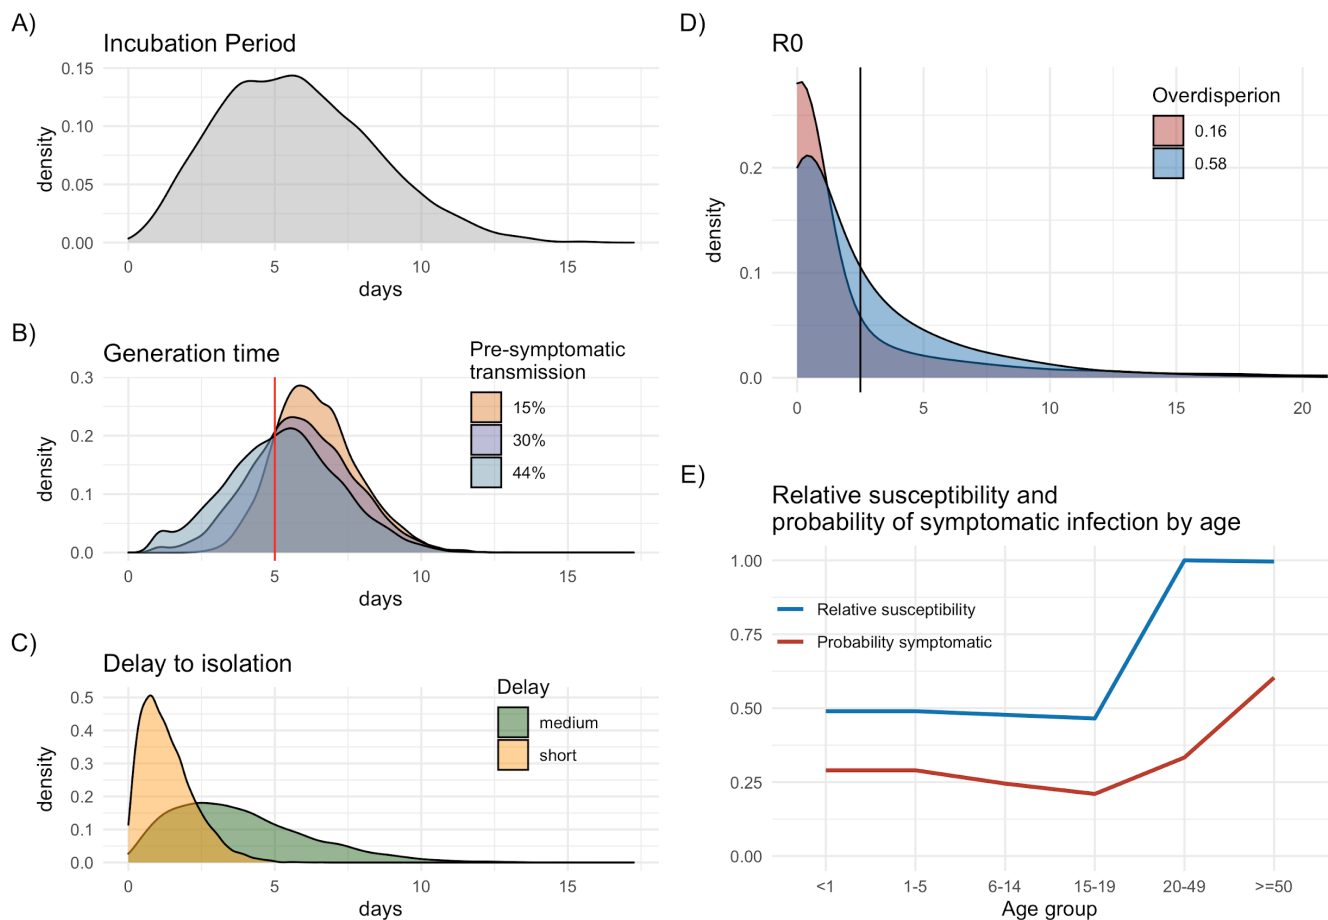 A)
Incubation Period
0.15
0.10
0.05
0.00
density
0
5
10
15
days
B)
Generation time
0.3
0.2
0.1
0.0
density
0
5
10
15
days
Pre-symptomatic
transmission
15%
30%
44%
C)
Delay to isolation
0.5
0.4
0.3
0.2
0.1
0.0
density
0
5
10
15
days
Delay
medium
short
D)
R0
0.2
0.1
0.0
density
0
5
10
15
20
Overdisperion
0.16
0.58
E)
Relative susceptibility and
probability of symptomatic infection by age
1.00
0.75
0.50
0.25
0.00
Relative susceptibility
Probability symptomatic
<1
1-5
6-14
15-19
20-49
>=50
Age group